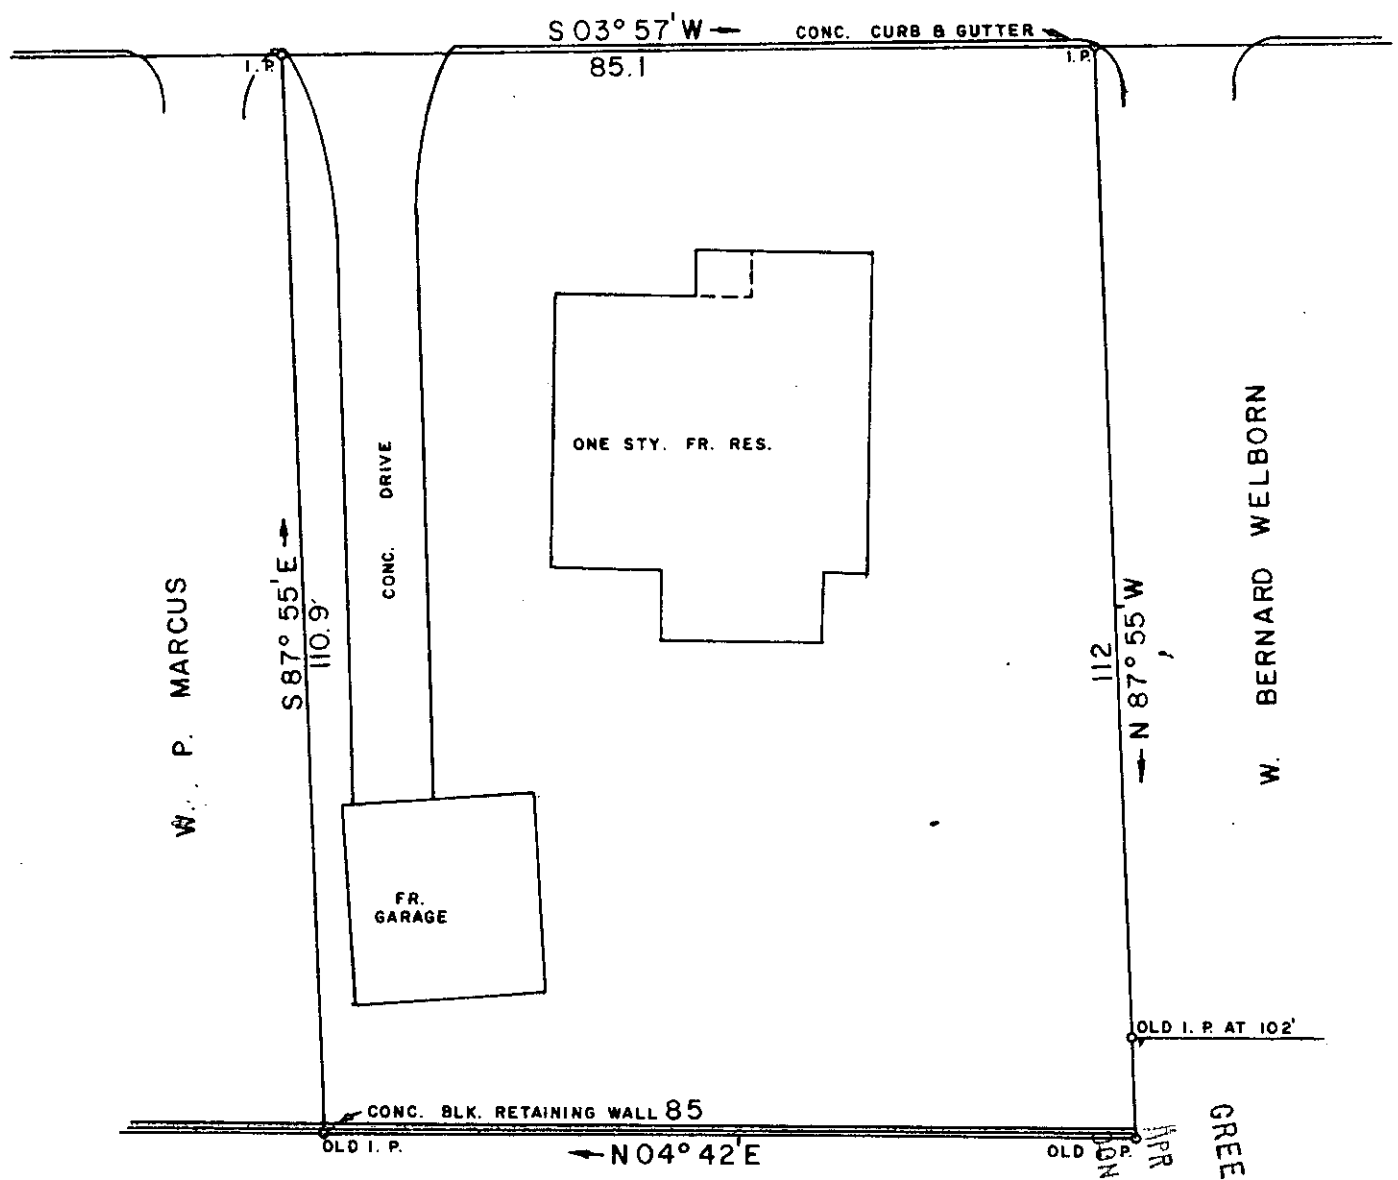 S 03° 57' W
CONC. CURB & GUTTER
85.1
I. P.
I. P.
ONE STY. FR. RES.
CONC. DRIVE
S 87° 55' E
110.9'
W. P. MARCUS
112
N 87° 55' W
W. BERNARD WELBORN
FR.
GARAGE
OLD I. P. AT 102'
CONC. BLK. RETAINING WALL 85
OLD I. P.
N 04° 42' E
OLD I. P.
GREE
APR
DON